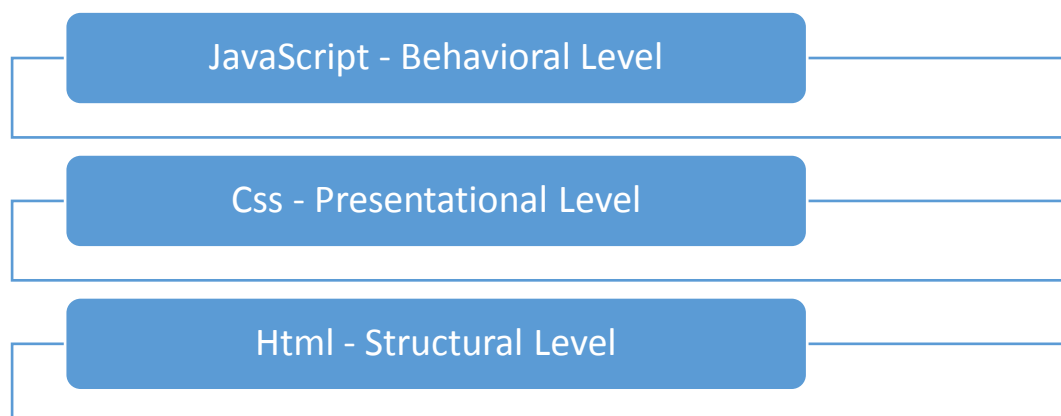 JavaScript - Behavioral Level
Css - Presentational Level
Html - Structural Level